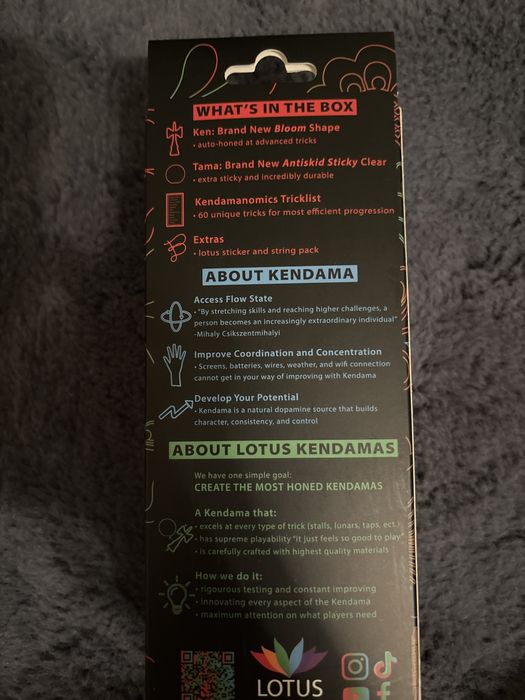 WHAT'S IN THE BOX
Ken: Brand New Bloom Shape
• auto-honed at advanced tricks
Tama: Brand New Antiskid Sticky Clear
• extra sticky and incredibly durable
Kendamanomics Tricklist
• 60 unique tricks for most efficient progression
Extras
• lotus sticker and string pack
ABOUT KENDAMA
Access Flow State
• "By stretching skills and reaching higher challenges, a
person becomes an increasingly extraordinary individual"
-Mihaly Csikszentmihalyi
Improve Coordination and Concentration
• Screens, batteries, wires, weather, and wifi connection
cannot get in your way of improving with Kendama
Develop Your Potential
• Kendama is a natural dopamine source that builds
character, consistency, and control
ABOUT LOTUS KENDAMAS
We have one simple goal:
CREATE THE MOST HONED KENDAMAS
A Kendama that:
• excels at every type of trick (stalls, lunars, taps, ect.)
• has supreme playability "it just feels so good to play"
• is carefully crafted with highest quality materials
How we do it:
• rigourous testing and constant improving
• innovating every aspect of the Kendama
• maximum attention on what players need
LOTUS